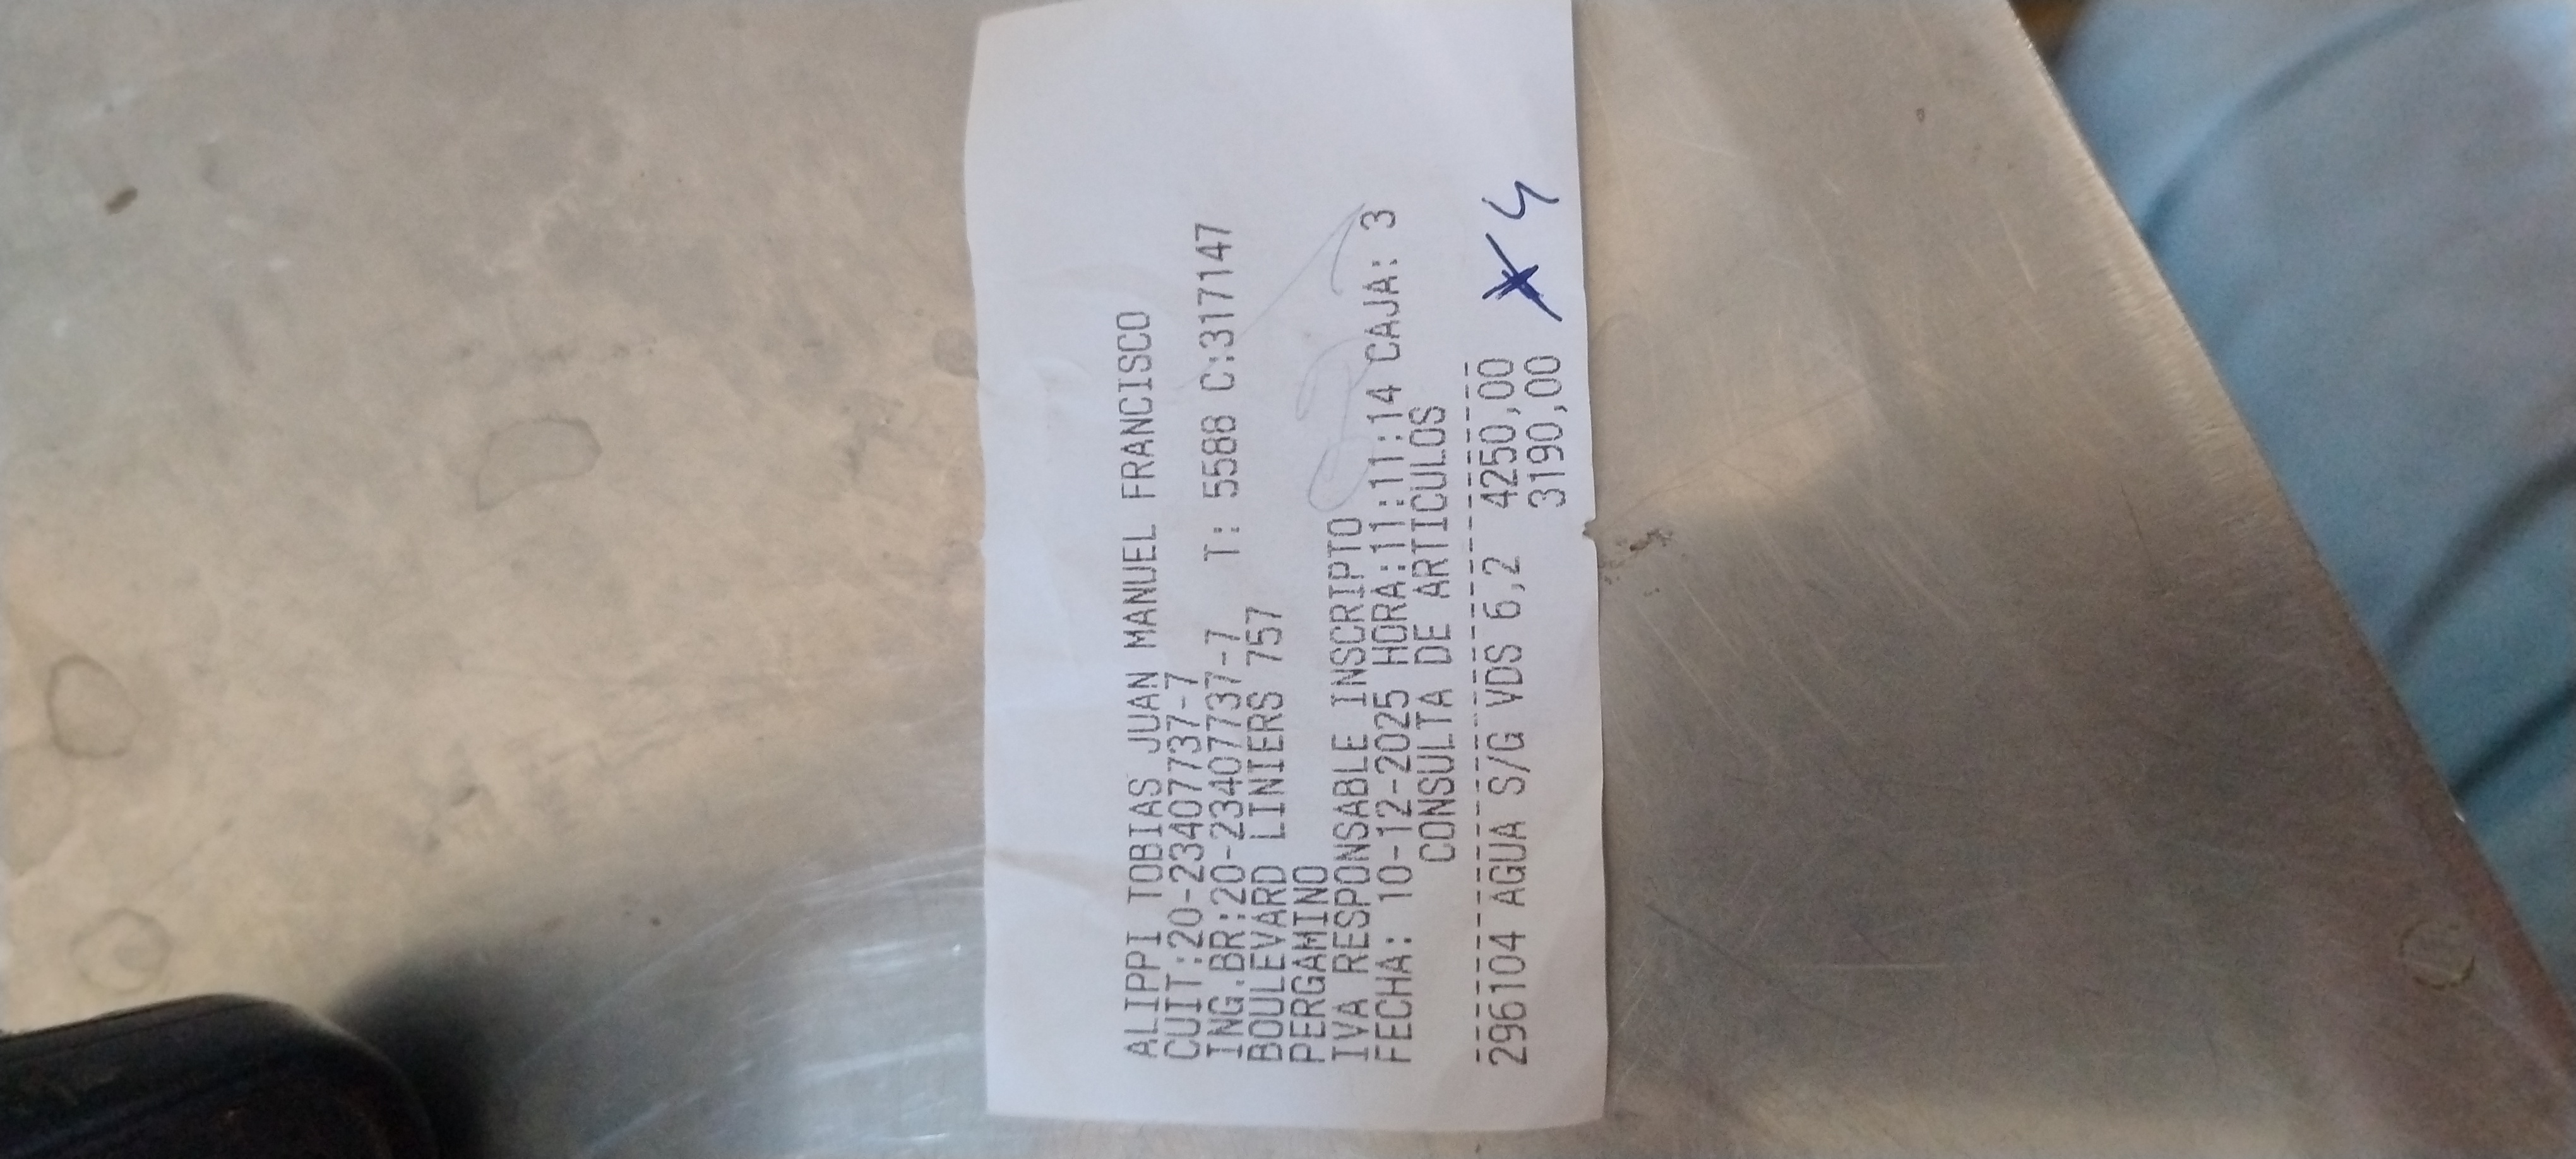 ALIPPI TOBIAS JUAN MANUEL FRANCISCO
CUIT:20-23407737-7
ING.BR:20-23407737-7 T: 5588 C:317147
BOULEVARD LINIERS 757
PERGAMINO
IVA RESPONSABLE INSCRIPTO
FECHA: 10-12-2025 HORA:11:11:14 CAJA: 3
CONSULTA DE ARTICULOS
296104 AGUA S/G VDS 6,2 4250,00
3190,00 x 4